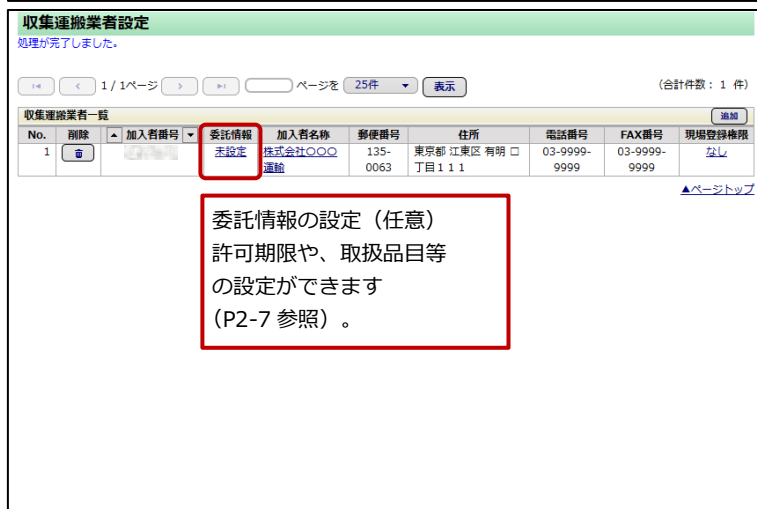 収集運搬業者設定
処理が完了しました。
1 / 1ページ ページを 25件 表示 (合計件数: 1 件)
収集運搬業者一覧 追加
No. 削除 ▲ 加入者番号 ▼ 委託情報 加入者名称 郵便番号 住所 電話番号 FAX番号 現場登録権限
1 未設定 株式会社〇〇〇 135- 東京都 江東区 有明 □ 03-9999- 03-9999- なし
運輸 0063 丁目111 9999 9999
▲ページトップ
委託情報の設定（任意）
許可期限や、取扱品目等
の設定ができます
（P2-7 参照）。